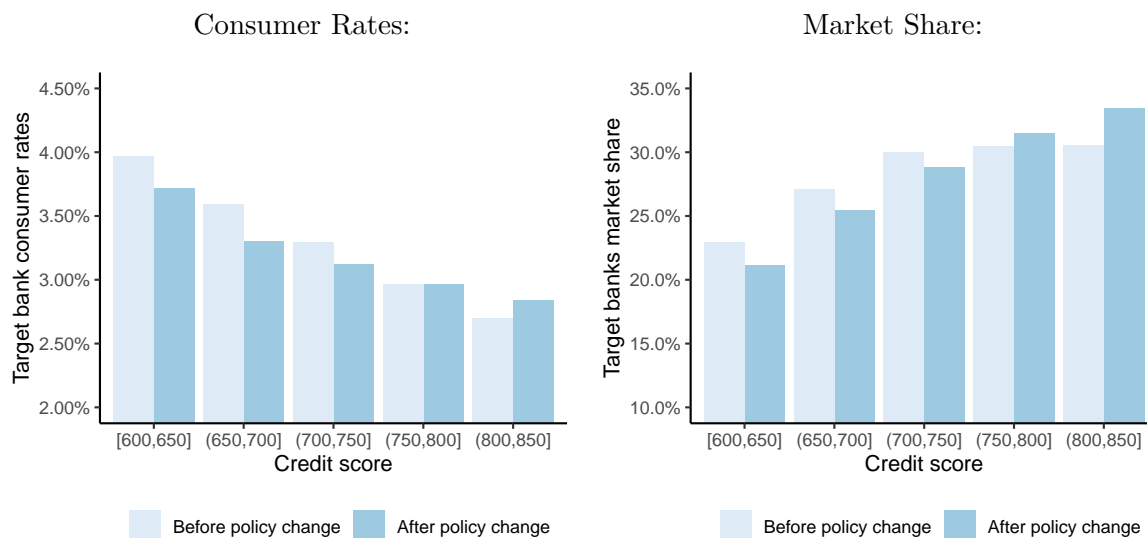 Consumer Rates:
Target bank consumer rates
4.50%
4.00%
3.50%
3.00%
2.50%
2.00%
[600,650] (650,700] (700,750] (750,800] (800,850]
Credit score
Before policy change After policy change
Market Share:
Target banks market share
35.0%
30.0%
25.0%
20.0%
15.0%
10.0%
[600,650] (650,700] (700,750] (750,800] (800,850]
Credit score
Before policy change After policy change